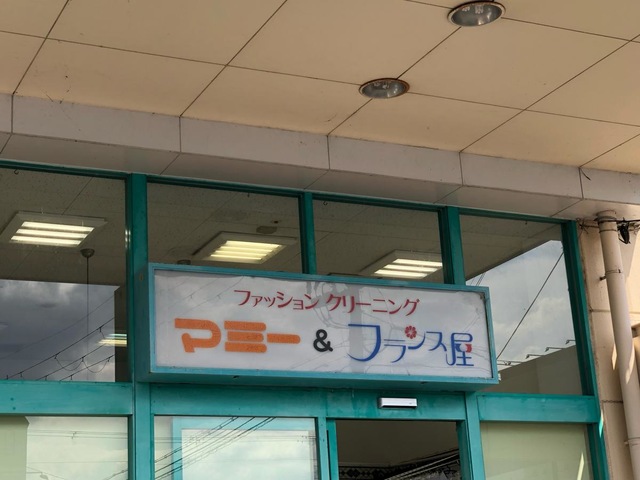 ファッション クリーニング
マミー & フランス屋